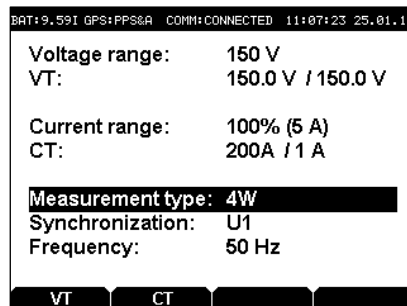 BAT:9.59I GPS:PPS&A COMM:CONNECTED 11:07:23 25.01.1
Voltage range: 150 V
VT: 150.0 V / 150.0 V
Current range: 100% (5 A)
CT: 200A / 1 A
Measurement type: 4W
Synchronization: U1
Frequency: 50 Hz
VT CT